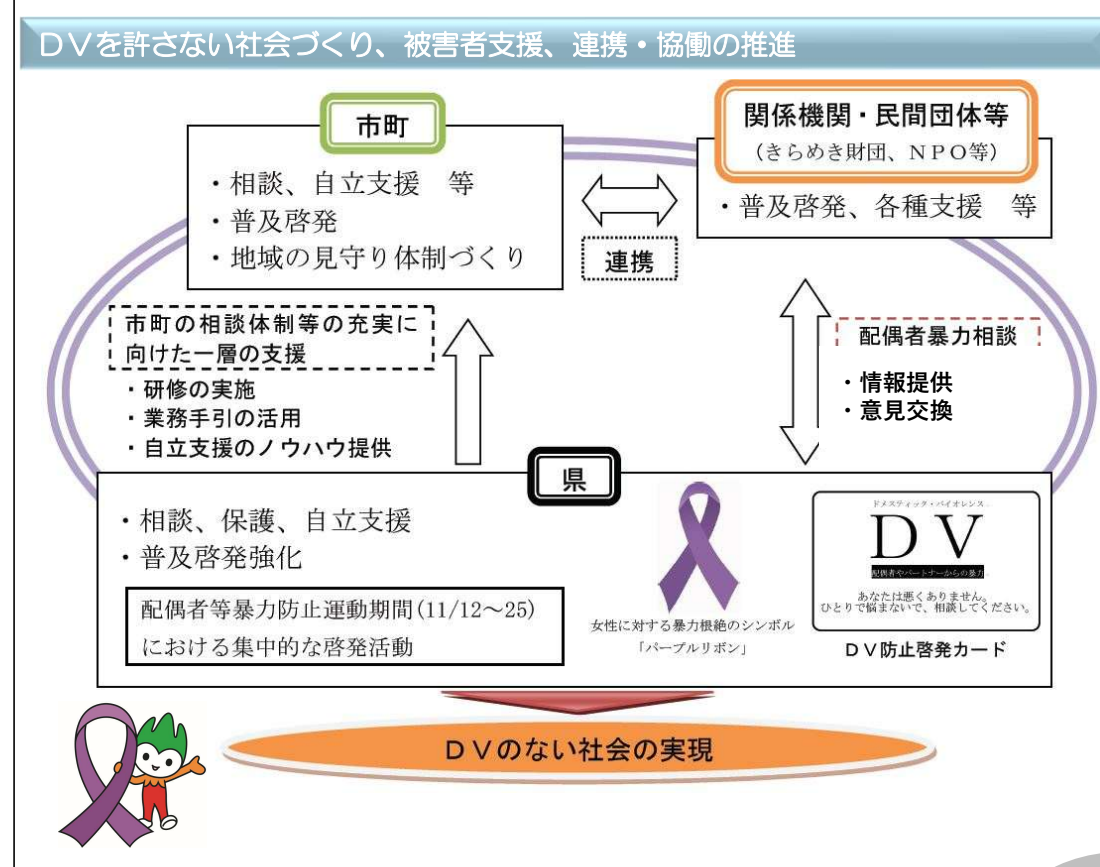 ＤＶを許さない社会づくり、被害者支援、連携・協働の推進
市町
・相談、自立支援　等
・普及啓発
・地域の見守り体制づくり
関係機関・民間団体等
（きらめき財団、ＮＰＯ等）
・普及啓発、各種支援　等
連携
市町の相談体制等の充実に
向けた一層の支援
・研修の実施
・業務手引の活用
・自立支援のノウハウ提供
配偶者暴力相談
・情報提供
・意見交換
県
・相談、保護、自立支援
・普及啓発強化
配偶者等暴力防止運動期間(11/12～25)
における集中的な啓発活動
女性に対する暴力根絶のシンボル
「パープルリボン」
ドメスティック・バイオレンス
ＤＶ
配偶者やパートナーからの暴力
あなたは悪くありません。
ひとりで悩まないで、相談してください。
ＤＶ防止啓発カード
ＤＶのない社会の実現